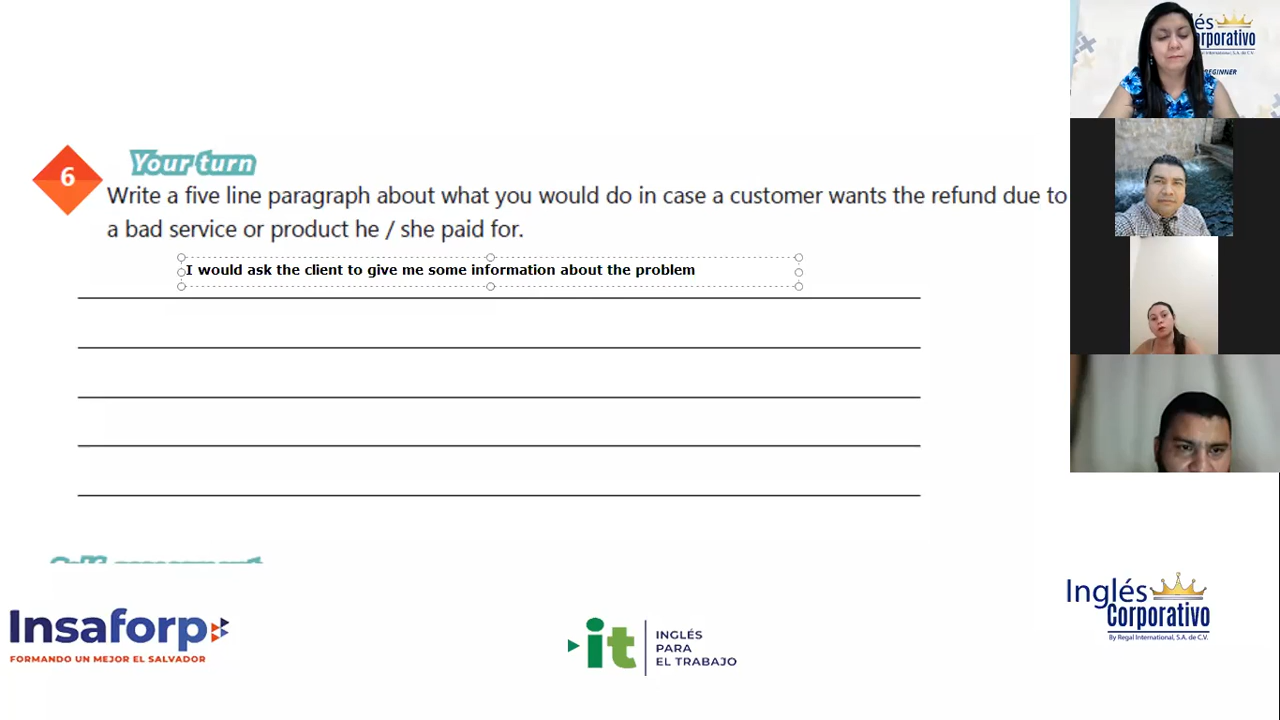 6
Your turn
Write a five line paragraph about what you would do in case a customer wants the refund due to
a bad service or product he / she paid for.
I would ask the client to give me some information about the problem
Insaforp
FORMANDO UN MEJOR EL SALVADOR
it
INGLÉS
PARA
EL TRABAJO
Inglés
Corporativo
By Regal International, S.A. de C.V.
és
orporativo
BEGINNER